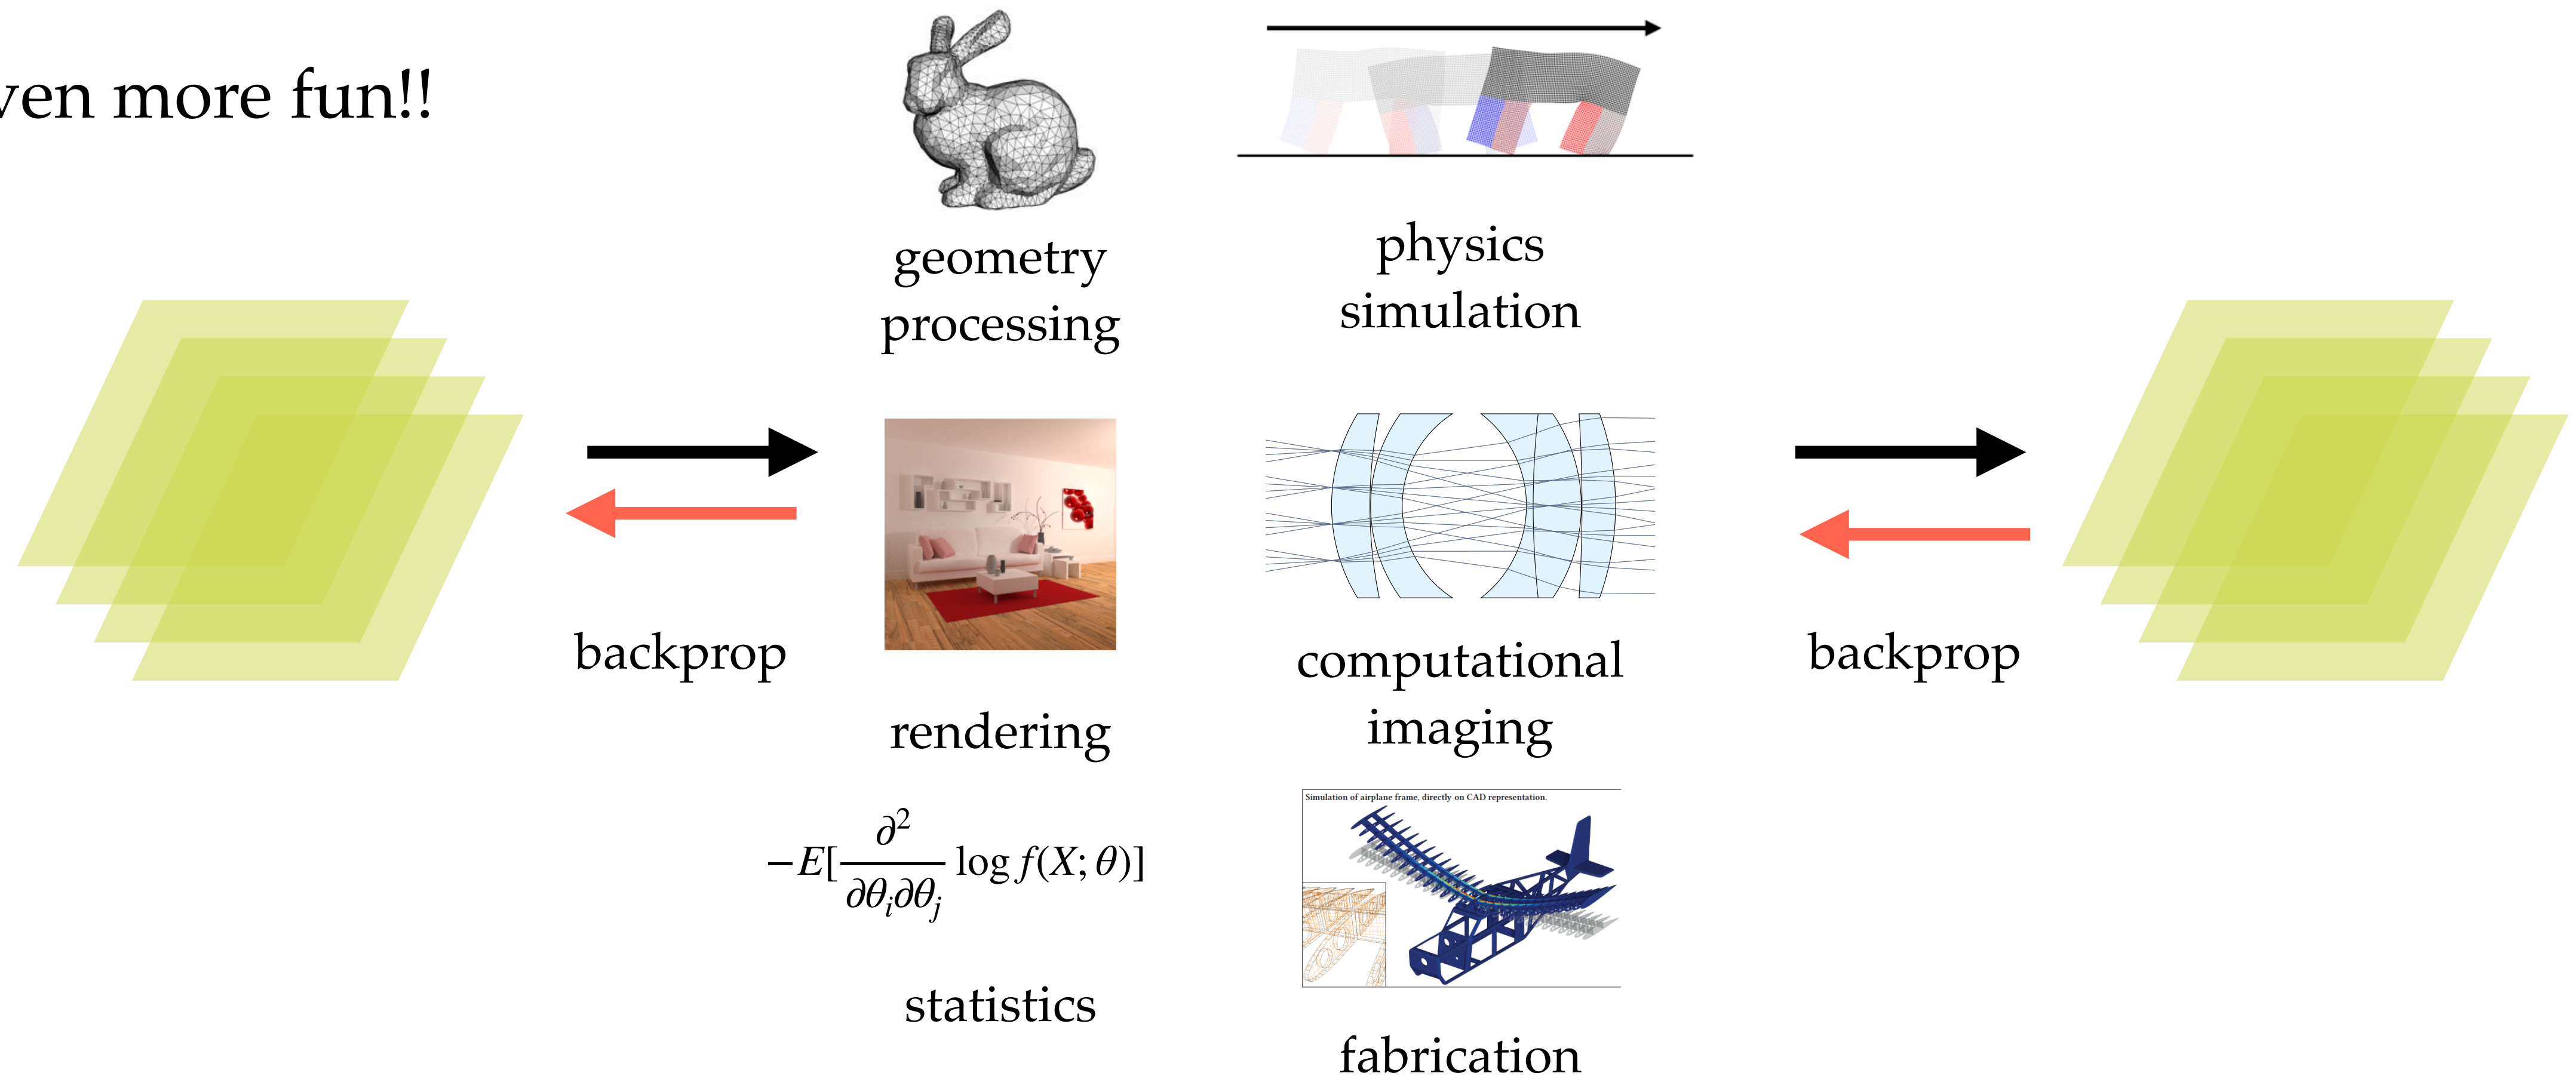 ven more fun!!
geometry
processing
physics
simulation
backprop
rendering
computational
imaging
backprop
−E[∂²/∂θᵢ∂θⱼ log f(X; θ)]
statistics
Simulation of airplane frame, directly on CAD representation.
fabrication